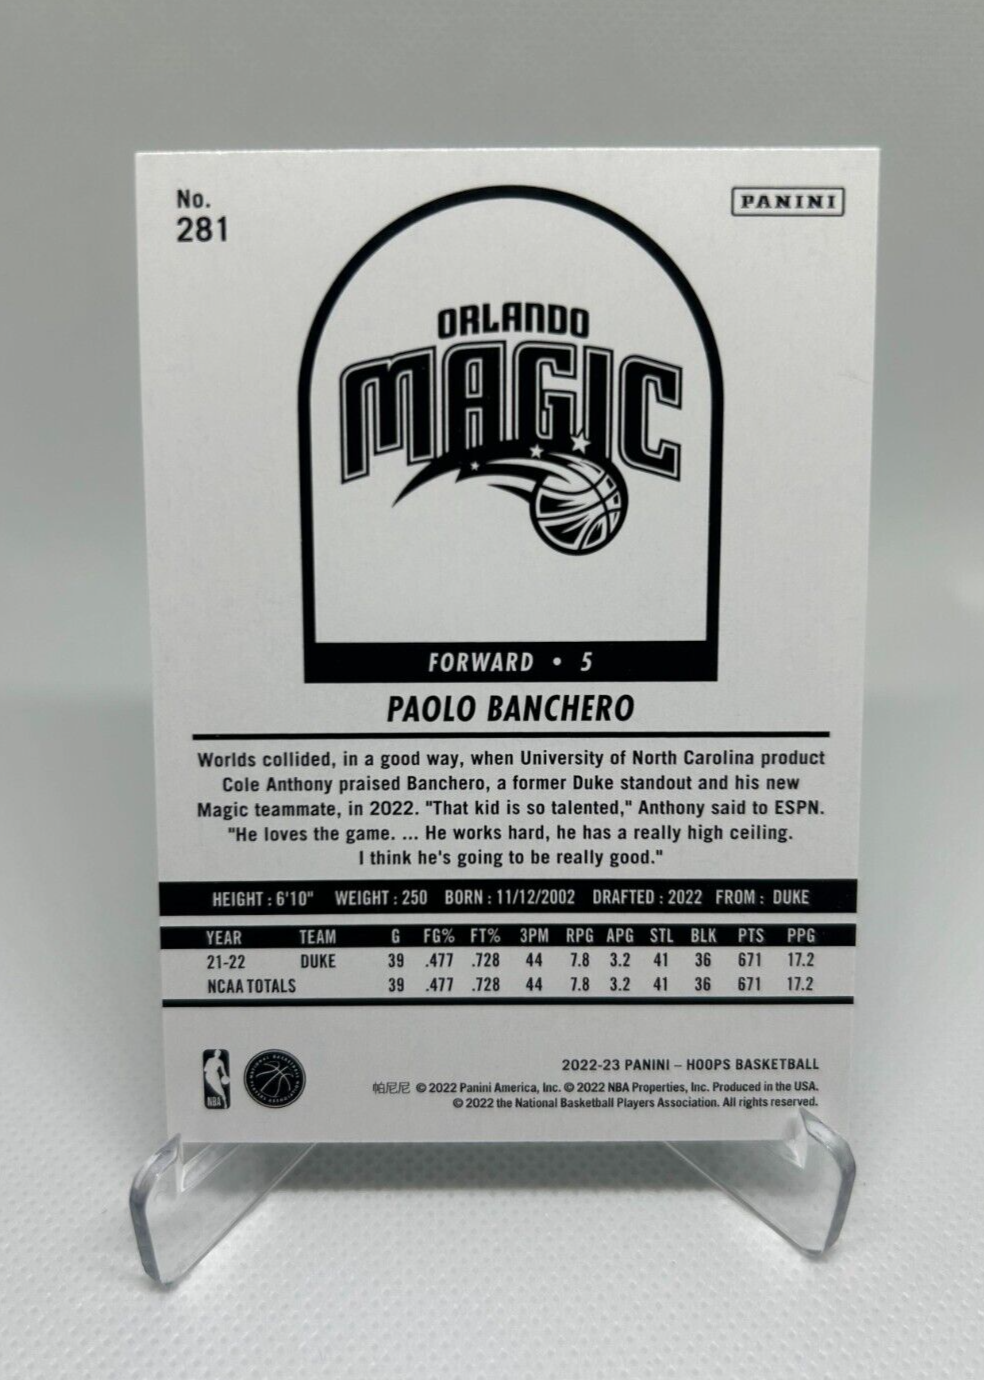 No.
281
PANINI
ORLANDO
MAGIC
FORWARD • 5
PAOLO BANCHERO
Worlds collided, in a good way, when University of North Carolina product
Cole Anthony praised Banchero, a former Duke standout and his new
Magic teammate, in 2022. "That kid is so talented," Anthony said to ESPN.
"He loves the game. ... He works hard, he has a really high ceiling.
I think he's going to be really good."
HEIGHT : 6'10" WEIGHT : 250 BORN : 11/12/2002 DRAFTED : 2022 FROM : DUKE
YEAR TEAM G FG% FT% 3PM RPG APG STL BLK PTS PPG
21-22 DUKE 39 .477 .728 44 7.8 3.2 41 36 671 17.2
NCAA TOTALS 39 .477 .728 44 7.8 3.2 41 36 671 17.2
NBA
2022-23 PANINI – HOOPS BASKETBALL
帕尼尼 © 2022 Panini America, Inc. © 2022 NBA Properties, Inc. Produced in the USA.
© 2022 the National Basketball Players Association. All rights reserved.